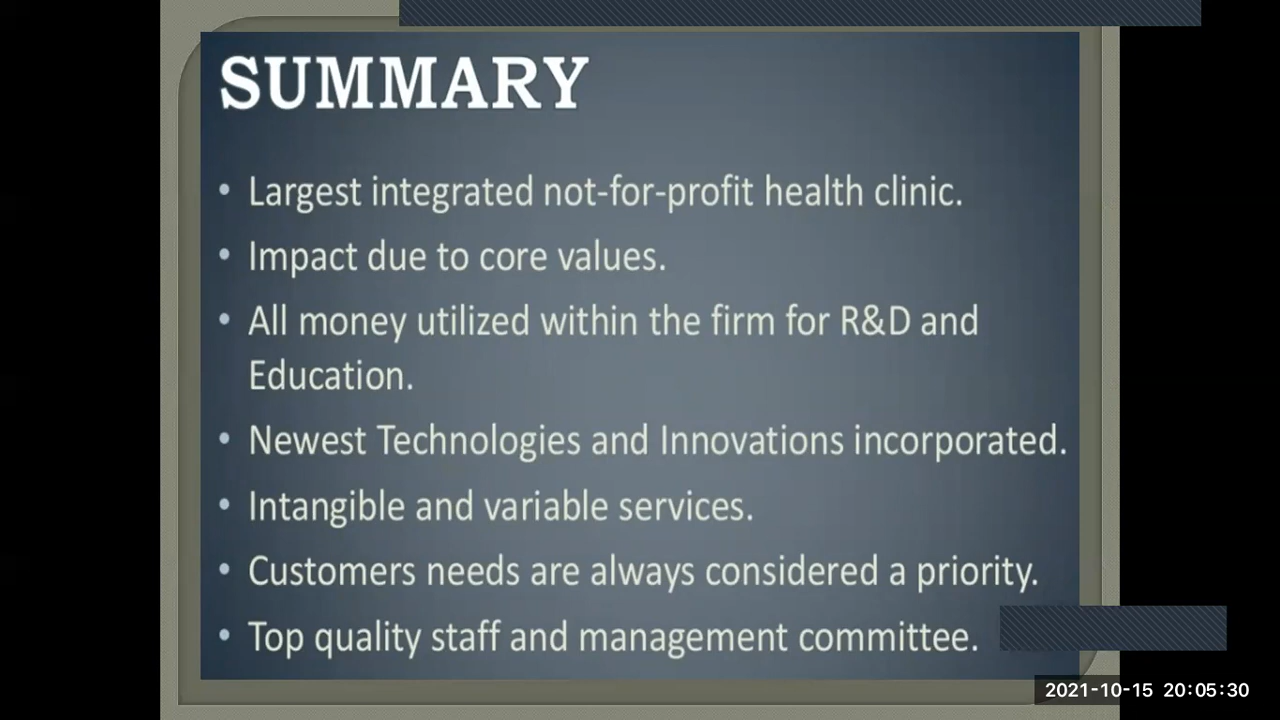 SUMMARY
• Largest integrated not-for-profit health clinic.
• Impact due to core values.
• All money utilized within the firm for R&D and
Education.
• Newest Technologies and Innovations incorporated.
• Intangible and variable services.
• Customers needs are always considered a priority.
• Top quality staff and management committee.
2021-10-15 20:05:30